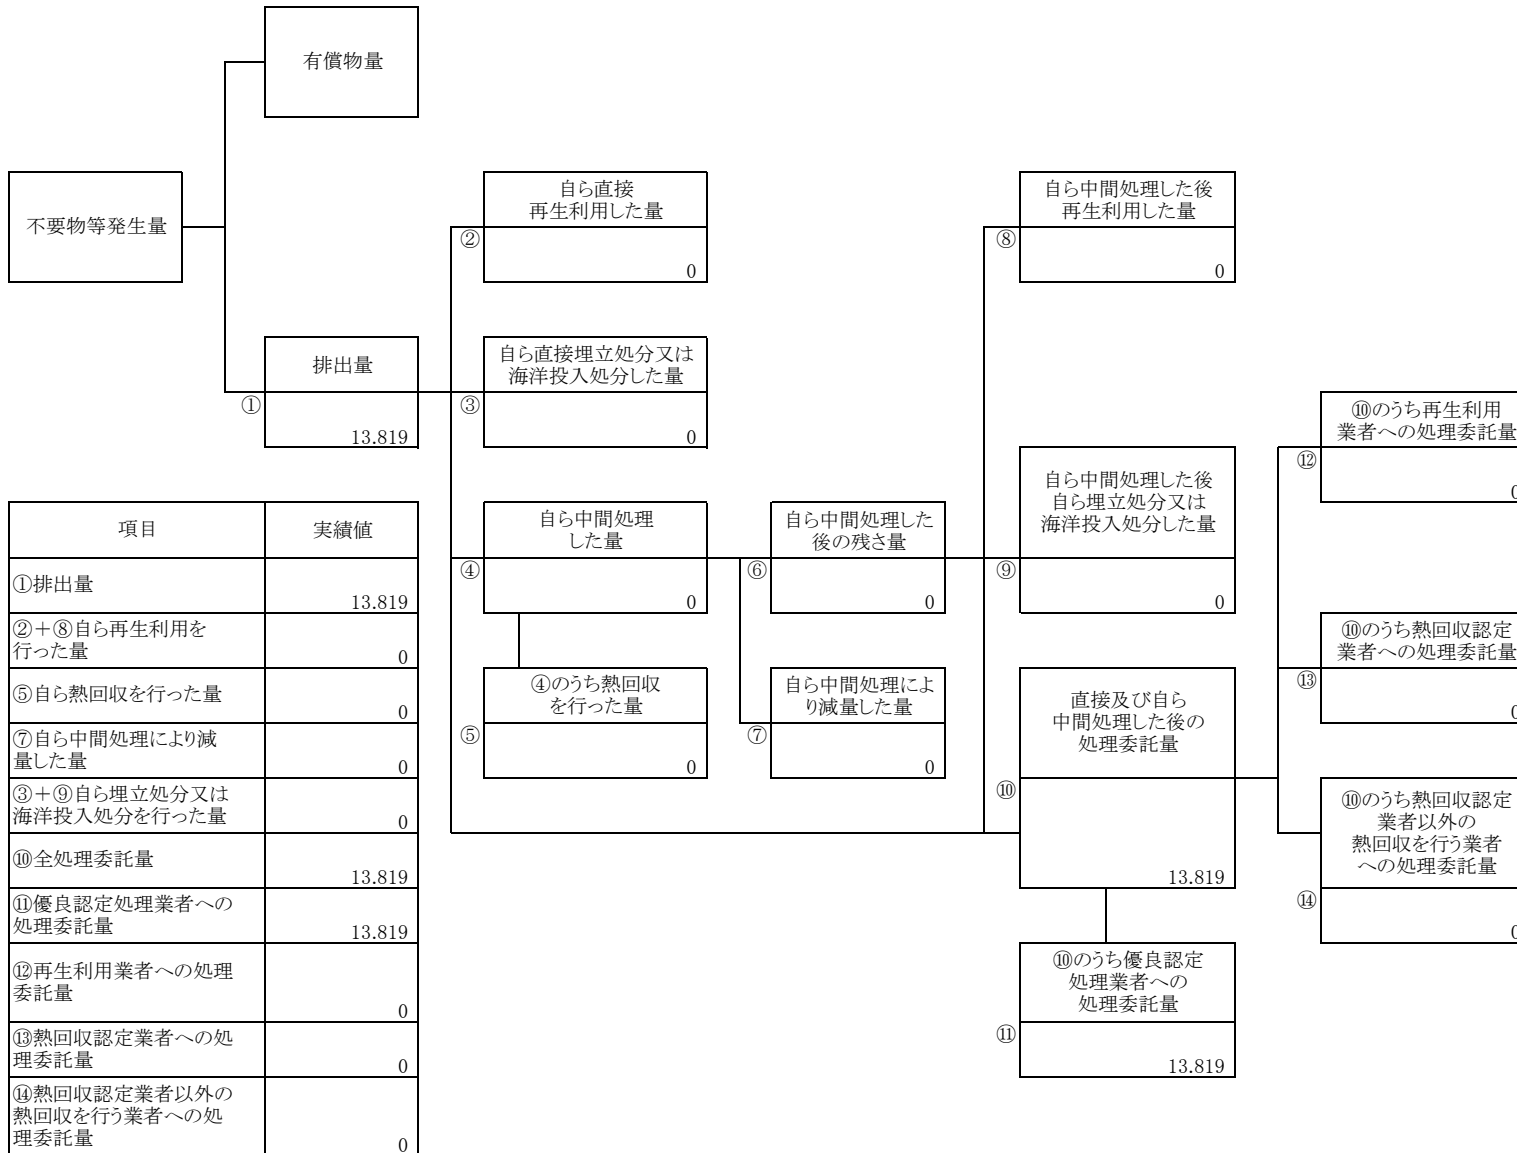 有償物量
不要物等発生量
自ら直接
再生利用した量
②
0
自ら中間処理した後
再生利用した量
⑧
0
排出量
①
13.819
自ら直接埋立処分又は
海洋投入処分した量
③
0
⑩のうち再生利用
業者への処理委託量
⑫
0
自ら中間処理
した量
④
0
自ら中間処理した
後の残さ量
⑥
0
自ら中間処理した後
自ら埋立処分又は
海洋投入処分した量
⑨
0
⑩のうち熱回収認定
業者への処理委託量
⑬
0
④のうち熱回収
を行った量
⑤
0
自ら中間処理によ
り減量した量
⑦
0
直接及び自ら
中間処理した後の
処理委託量
⑩
13.819
⑩のうち熱回収認定
業者以外の
熱回収を行う業者
への処理委託量
⑭
0
⑩のうち優良認定
処理業者への
処理委託量
⑪
13.819
項目
実績値
①排出量
13.819
②+⑧自ら再生利用を
行った量
0
⑤自ら熱回収を行った量
0
⑦自ら中間処理により減
量した量
0
③+⑨自ら埋立処分又は
海洋投入処分を行った量
0
⑩全処理委託量
13.819
⑪優良認定処理業者への
処理委託量
13.819
⑫再生利用業者への処理
委託量
0
⑬熱回収認定業者への処
理委託量
0
⑭熱回収認定業者以外の
熱回収を行う業者への処
理委託量
0